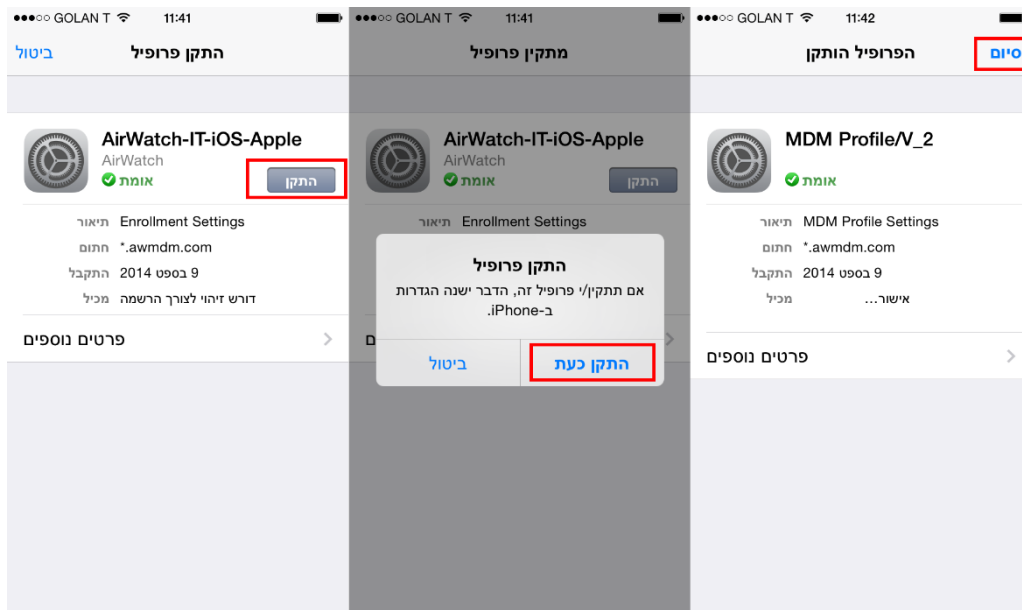 GOLAN T 11:41
ביטול
התקן פרופיל
AirWatch-IT-iOS-Apple
AirWatch
אומת
התקן
תיאור Enrollment Settings
חתום *.awmdm.com
התקבל 9 בספט 2014
מכיל דורש זיהוי לצורך הרשמה
פרטים נוספים
GOLAN T 11:41
מתקין פרופיל
AirWatch-IT-iOS-Apple
AirWatch
אומת
התקן
תיאור Enrollment Settings
התקן פרופיל
אם תתקין/י פרופיל זה, הדבר ישנה הגדרות
ב-iPhone.
ביטול
התקן כעת
GOLAN T 11:42
הפרופיל הותקן
סיום
MDM Profile/V_2
אומת
תיאור MDM Profile Settings
חתום *.awmdm.com
התקבל 9 בספט 2014
מכיל אישור...
פרטים נוספים